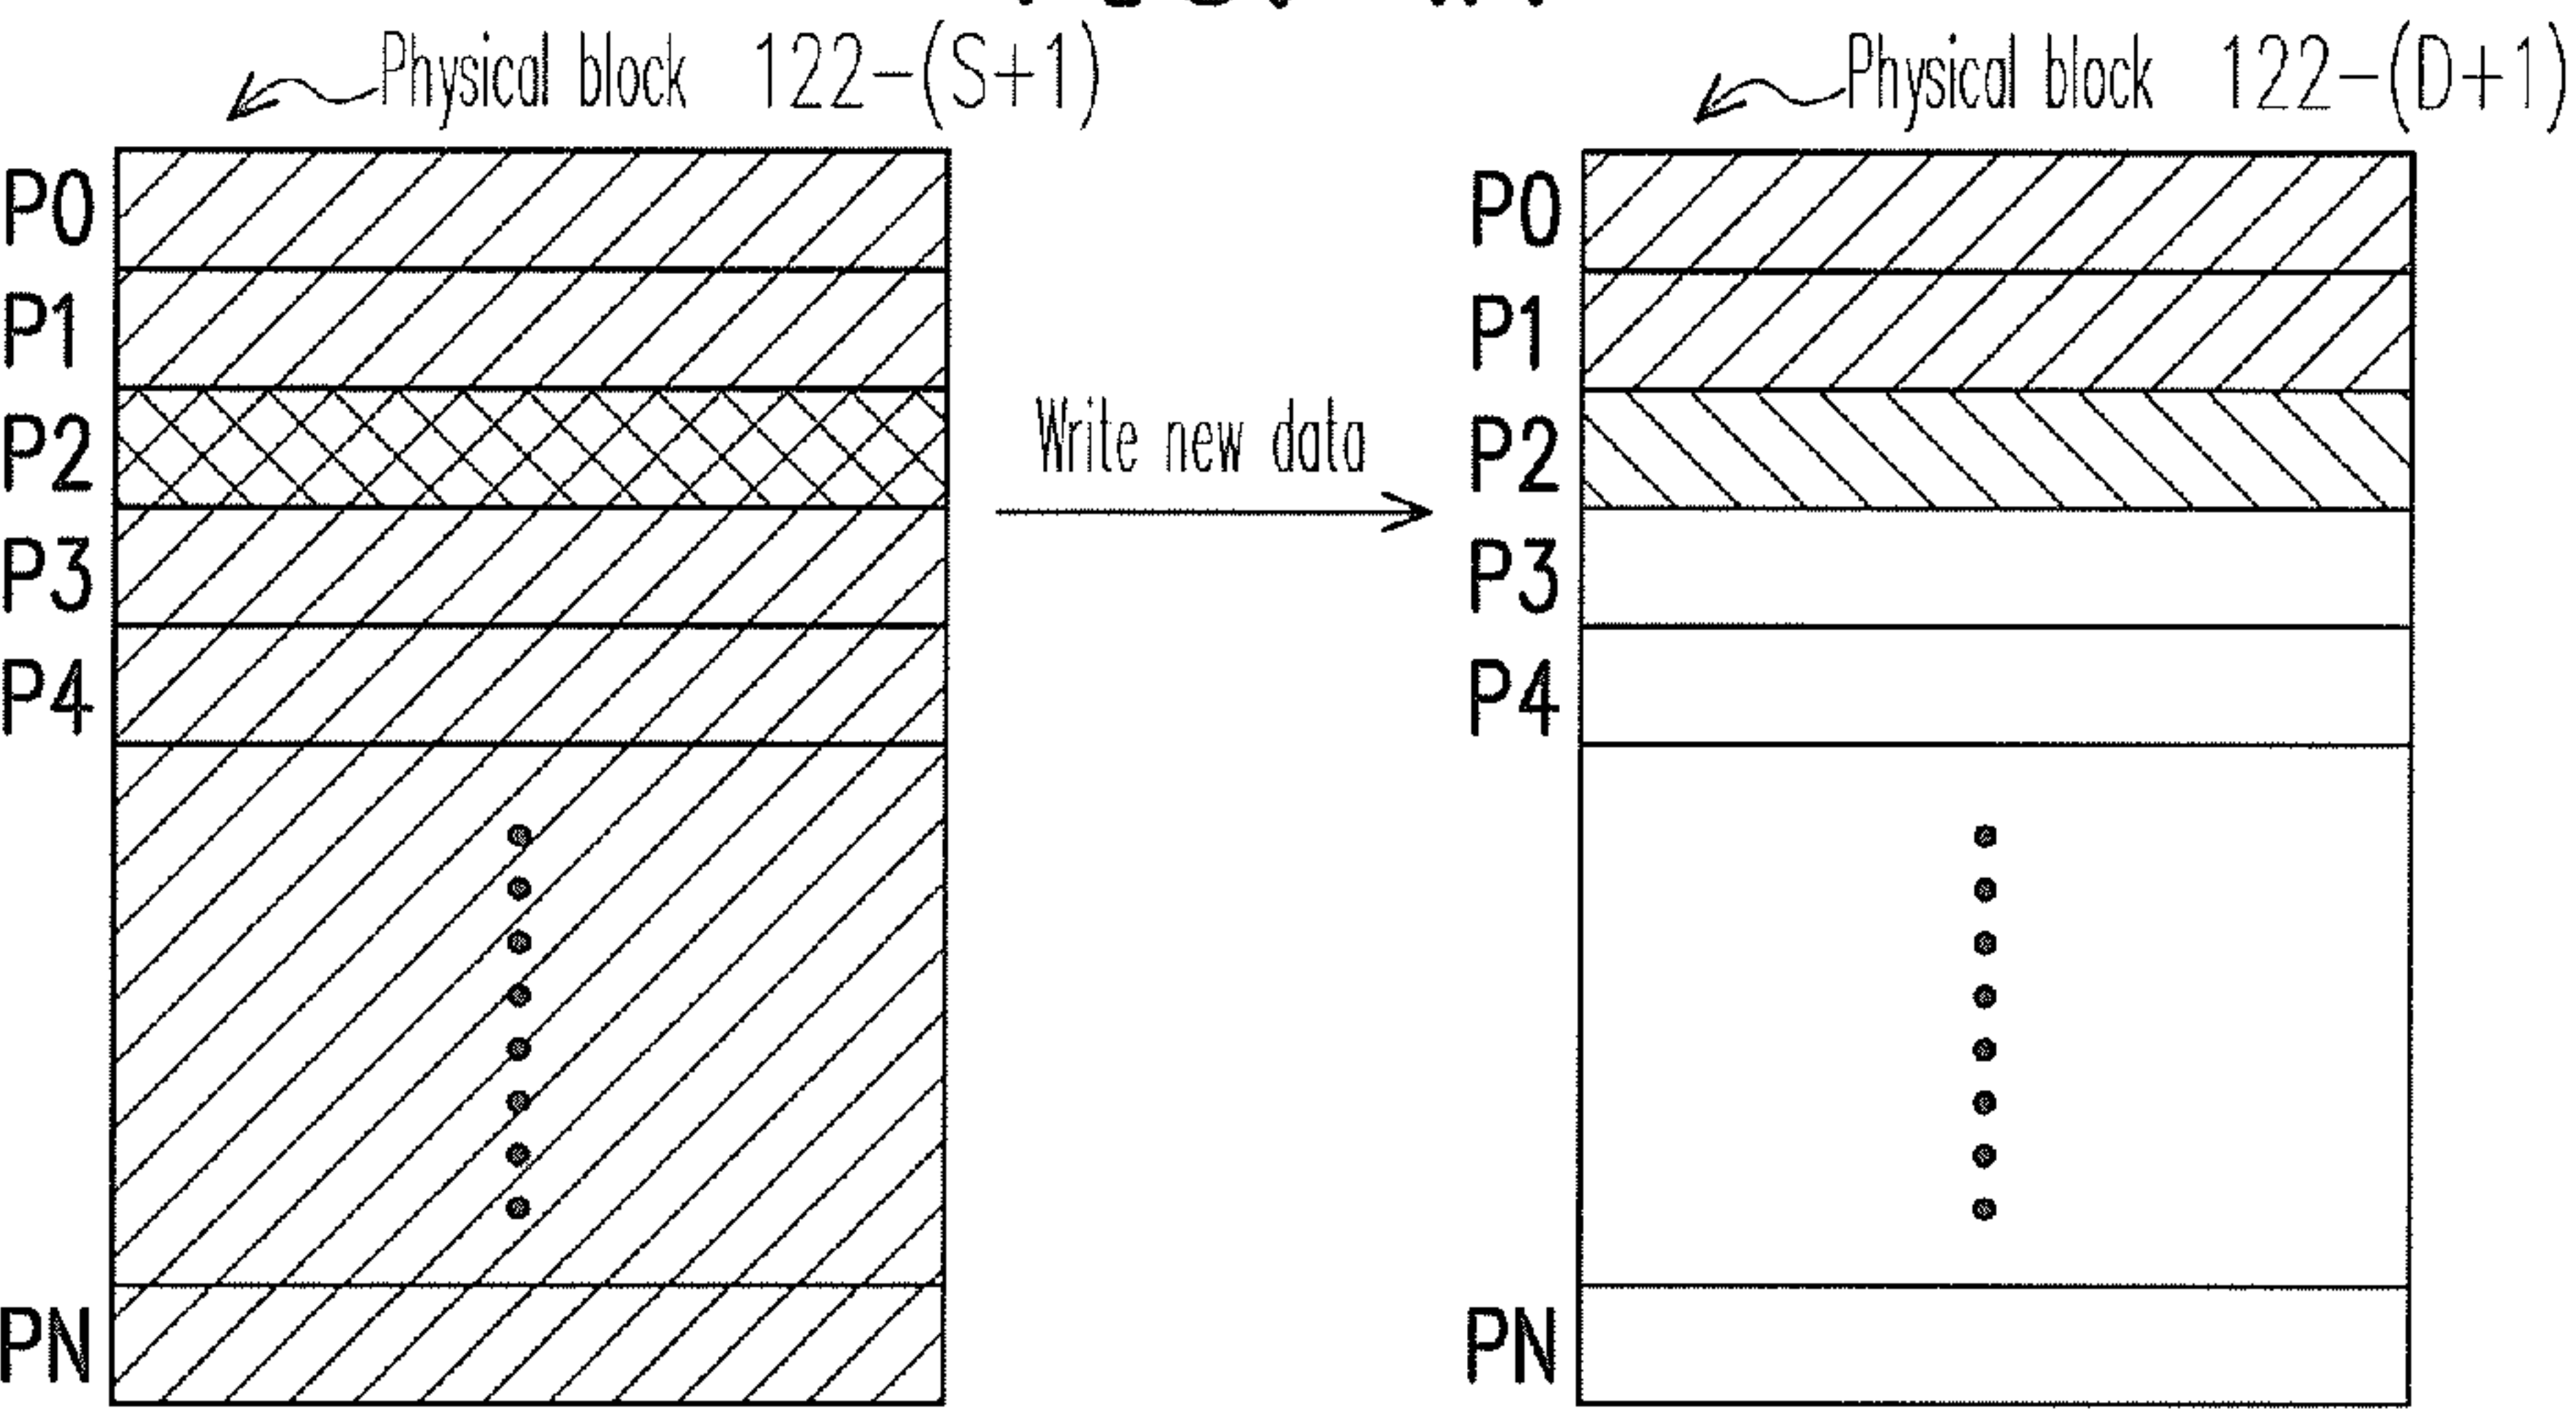 Physical block 122-(S+1)
P0
P1
P2
P3
P4
PN
Write new data
Physical block 122-(D+1)
P0
P1
P2
P3
P4
PN